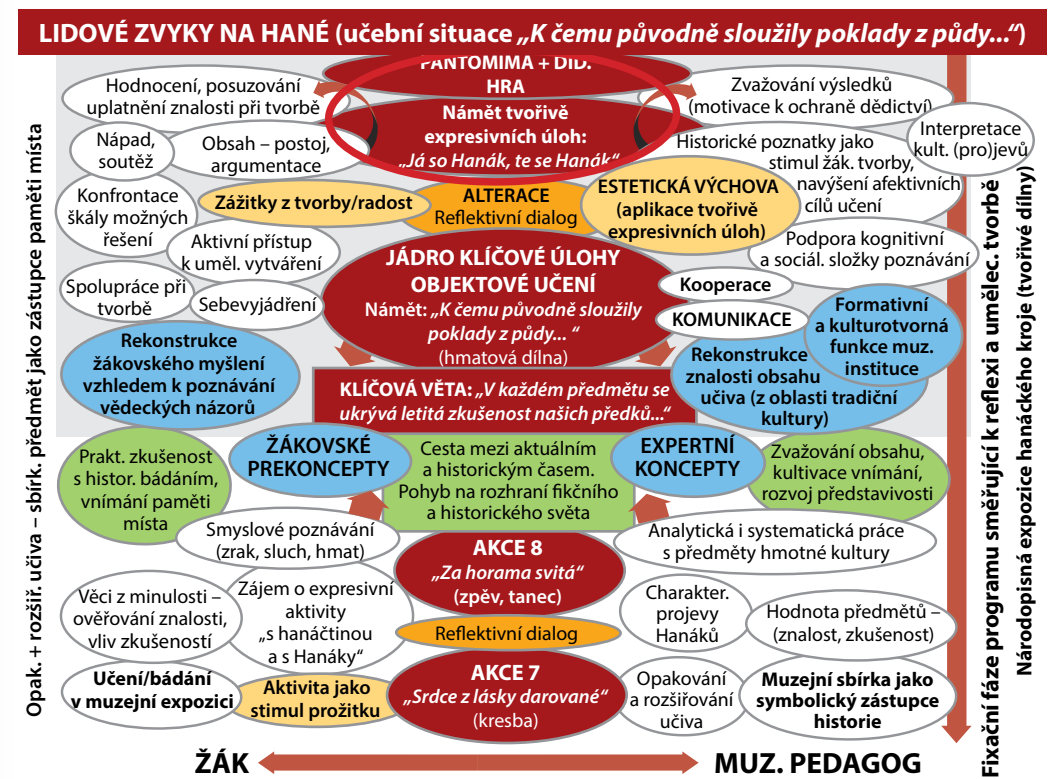 LIDOVÉ ZVYKY NA HANÉ (učební situace „K čemu původně sloužily poklady z půdy...“)
PANTOMIMA + DID.
HRA
Námět tvořivě
expresivních úloh:
„Já so Hanák, te se Hanák“
Hodnocení, posuzování
uplatnění znalosti při tvorbě
Zvažování výsledků
(motivace k ochraně dědictví)
Nápad,
soutěž
Obsah – postoj,
argumentace
Historické poznatky jako
stimul žák. tvorby,
navýšení afektivních
cílů učení
Interpretace
kult. (pro)jevů
Konfrontace
škály možných
řešení
Zážitky z tvorby/radost
ALTERACE
Reflektivní dialog
ESTETICKÁ VÝCHOVA
(aplikace tvořivě
expresivních úloh)
Aktivní přístup
k uměl. vytváření
Podpora kognitivní
a sociál. složky poznávání
JÁDRO KLÍČOVÉ ÚLOHY
OBJEKTOVÉ UČENÍ
Námět: „K čemu původně sloužily
poklady z půdy... “
(hmatová dílna)
Spolupráce při
tvorbě
Sebevyjádření
Kooperace
KOMUNIKACE
Formativní
a kulturotvorná
funkce muz.
instituce
Rekonstrukce
žákovského myšlení
vzhledem k poznávání
vědeckých názorů
Rekonstrukce
znalosti obsahu
učiva (z oblasti tradiční
kultury)
KLÍČOVÁ VĚTA: „V každém předmětu se
ukrývá letitá zkušenost našich předků...“
Prakt. zkušenost
s histor. bádáním,
vnímání paměti
místa
ŽÁKOVSKÉ
PREKONCEPTY
Cesta mezi aktuálním
a historickým časem.
Pohyb na rozhraní fikčního
a historického světa
EXPERTNÍ
KONCEPTY
Zvažování obsahu,
kultivace vnímání,
rozvoj představivosti
Smyslové poznávání
(zrak, sluch, hmat)
Analytická i systematická práce
s předměty hmotné kultury
AKCE 8
„Za horama svitá“
(zpěv, tanec)
Věci z minulosti –
ověřování znalosti,
vliv zkušeností
Zájem o expresivní
aktivity
„s hanáčtinou
a s Hanáky“
Reflektivní dialog
Charakter.
projevy
Hanáků
Hodnota předmětů –
(znalost, zkušenost)
Učení/bádání
v muzejní expozici
Aktivita jako
stimul prožitku
AKCE 7
„Srdce z lásky darované“
(kresba)
Opakování
a rozšiřování
učiva
Muzejní sbírka jako
symbolický zástupce
historie
ŽÁK
MUZ. PEDAGOG
Opak. + rozšiř. učiva – sbírk. předmět jako zástupce paměti místa
Fixační fáze programu směřující k reflexi a umělec. tvorbě
Národopisná expozice hanáckého kroje (tvořivé dílny)